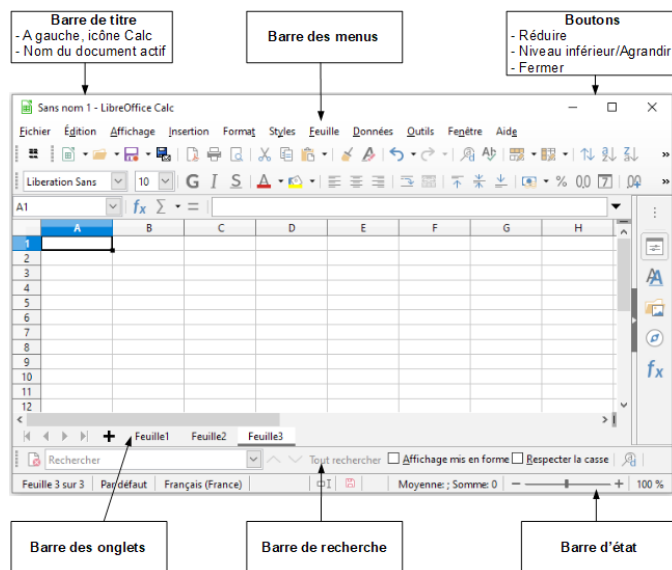 Barre de titre
- A gauche, icône Calc
- Nom du document actif
Barre des menus
Boutons
- Réduire
- Niveau inférieur/Agrandir
- Fermer
Sans nom 1 - LibreOffice Calc
Fichier Édition Affichage Insertion Format Styles Feuille Données Outils Fenêtre Aide
Liberation Sans 10 G I S % 0,0 7
A1 fx Σ =
A B C D E F G H
1
2
3
4
5
6
7
8
9
10
11
12
Feuille1 Feuille2 Feuille3
Rechercher Tout rechercher Affichage mis en forme Respecter la casse
Feuille 3 sur 3 Par défaut Français (France) Moyenne: ; Somme: 0 100 %
Barre des onglets
Barre de recherche
Barre d'état